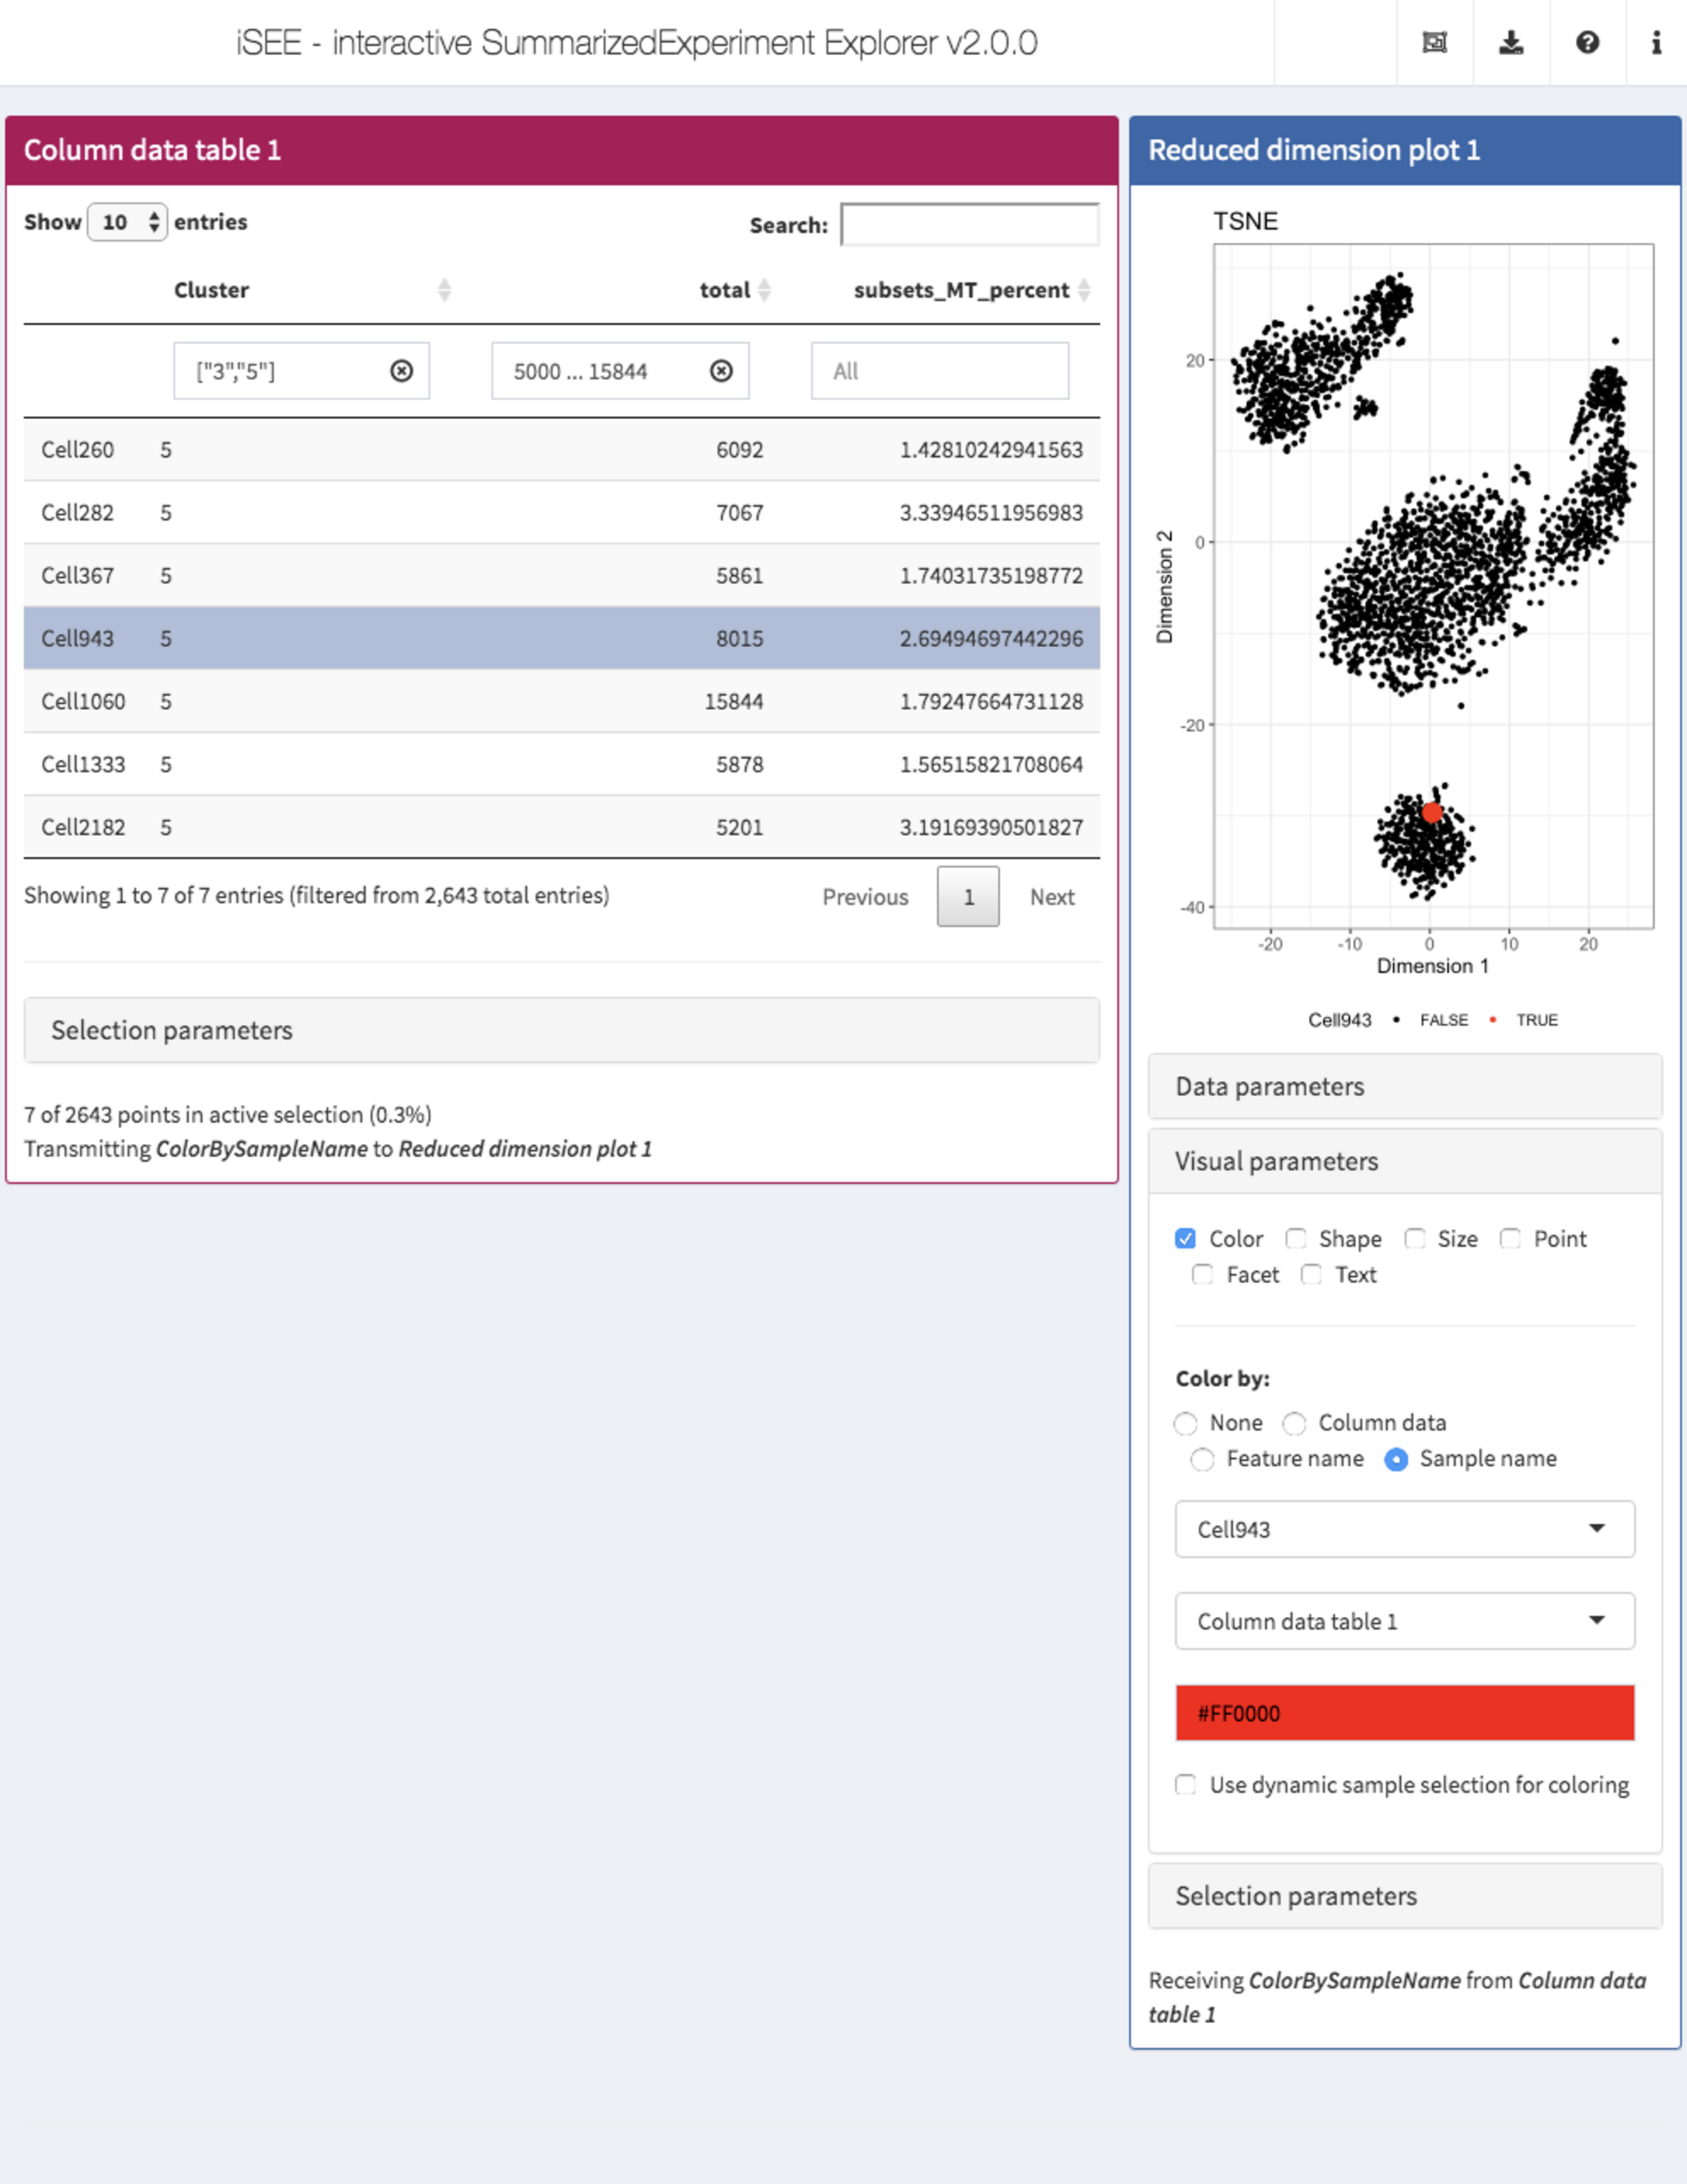 iSEE - interactive SummarizedExperiment Explorer v2.0.0
Column data table 1
Show 10 entries
Search:
Cluster total subsets_MT_percent
["3","5"] 5000 ... 15844 All
Cell260 5 6092 1.42810242941563
Cell282 5 7067 3.33946511956983
Cell367 5 5861 1.74031735198772
Cell943 5 8015 2.69494697442296
Cell1060 5 15844 1.79247664731128
Cell1333 5 5878 1.56515821708064
Cell2182 5 5201 3.19169390501827
Showing 1 to 7 of 7 entries (filtered from 2,643 total entries)
Previous 1 Next
Selection parameters
7 of 2643 points in active selection (0.3%)
Transmitting ColorBySampleName to Reduced dimension plot 1
Reduced dimension plot 1
TSNE
Dimension 2
20
0
-20
-40
-20 -10 0 10 20
Dimension 1
Cell943 FALSE TRUE
Data parameters
Visual parameters
Color Shape Size Point
Facet Text
Color by:
None Column data
Feature name Sample name
Cell943
Column data table 1
#FF0000
Use dynamic sample selection for coloring
Selection parameters
Receiving ColorBySampleName from Column data
table 1